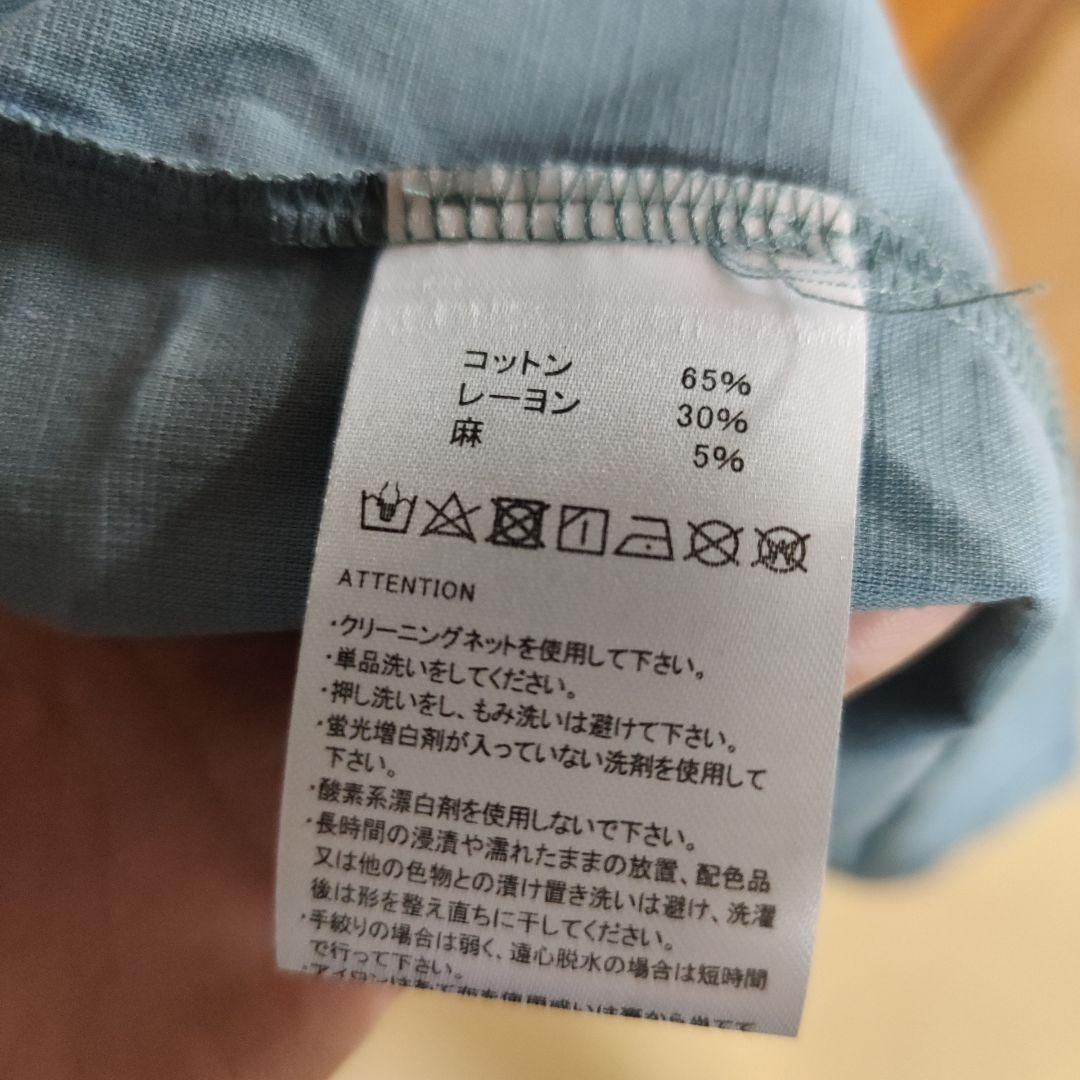 コットン 65%
レーヨン 30%
麻 5%
ATTENTION
・クリーニングネットを使用して下さい。
・単品洗いをしてください。
・押し洗いをし、もみ洗いは避けて下さい。
・蛍光増白剤が入っていない洗剤を使用して
下さい。
・酸素系漂白剤を使用しないで下さい。
・長時間の浸漬や濡れたままの放置、配色品
又は他の色物との漬け置き洗いは避け、洗濯
後は形を整え直ちに干してください。
・手絞りの場合は弱く、遠心脱水の場合は短時間
で行って下さい。